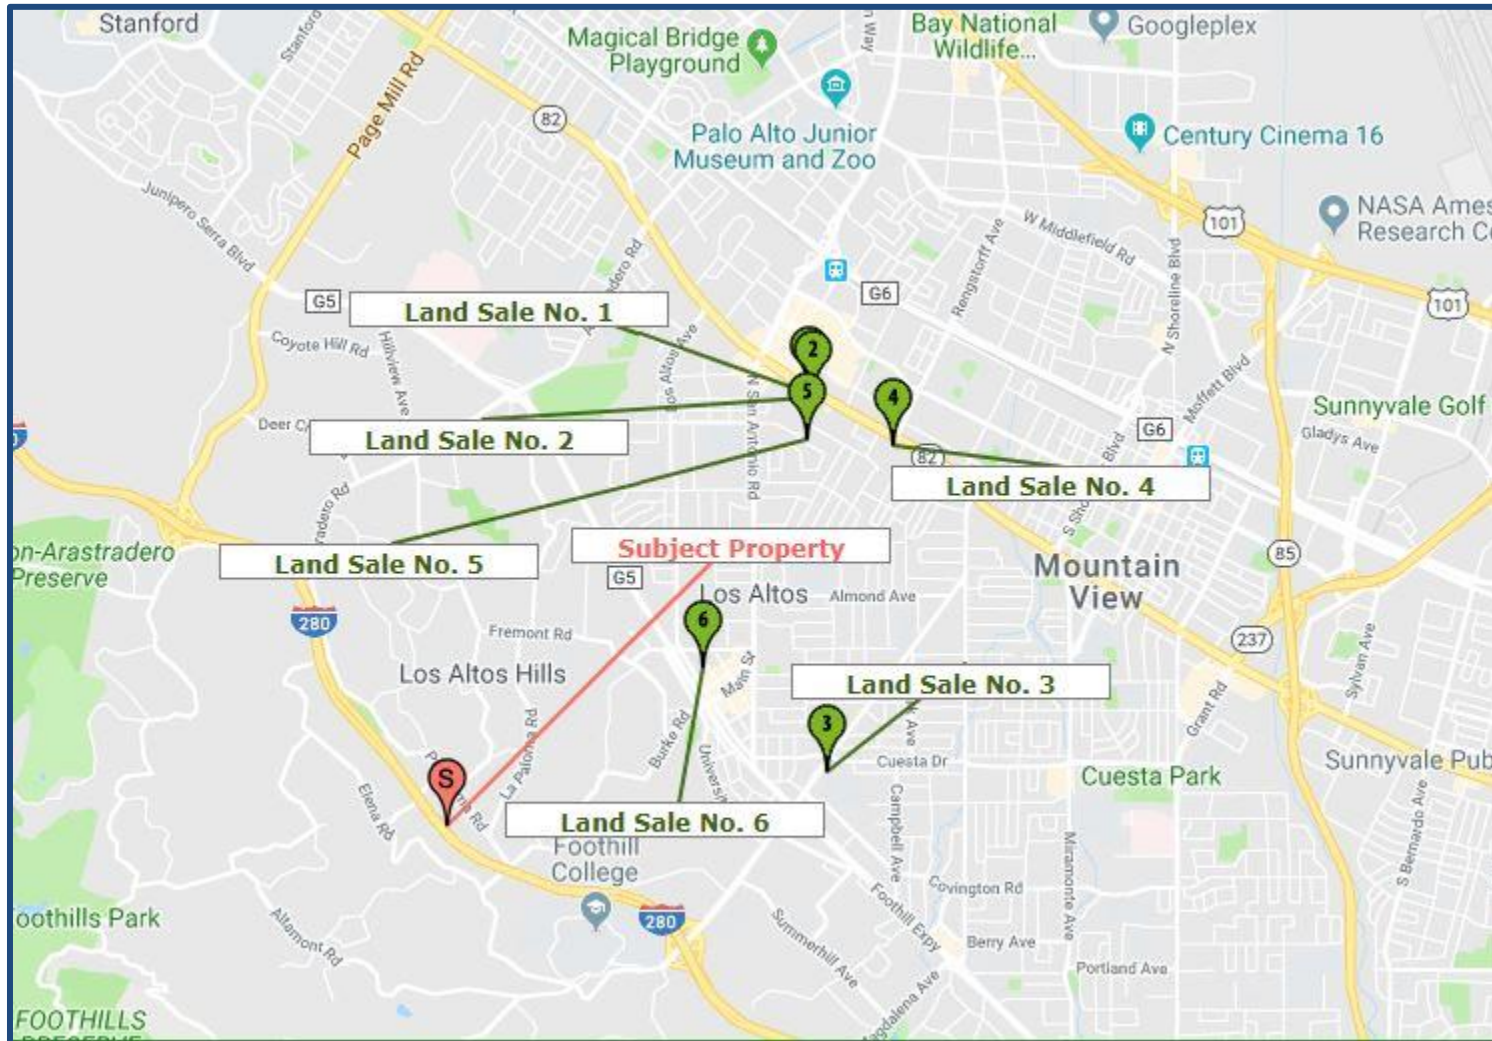 Stanford
Stanford
Page Mill Rd
Magical Bridge
Playground
Bay National
Wildlife...
Googleplex
82
Palo Alto Junior
Museum and Zoo
Century Cinema 16
Junipero Serra Blvd
101
NASA Ames
W Middlefield Rd
Rengstorff Ave
N Shoreline Blvd
G5
G6
101
Land Sale No. 1
Coyote Hill Rd
Hillview Ave
2
5
4
N San Antonio Rd
Moffett Blvd
Sunnyvale Golf
Gladys Ave
G6
Land Sale No. 2
82
Land Sale No. 4
Land Sale No. 5
Subject Property
85
Preserve
G5
Los Altos
Almond Ave
Mountain
View
280
6
Fremont Rd
237
Los Altos Hills
Main St
Land Sale No. 3
Sylvan Ave
Grant Rd
3
La Paloma Rd
Burke Rd
Cuesta Dr
Cuesta Park
S
Elena Rd
Land Sale No. 6
Campbell Ave
Miramonte Ave
S Bernardo Ave
Foothill
College
Covington Rd
Foothill Expy
280
Altamont Rd
Summerhill Ave
Berry Ave
Portland Ave
FOOTHILLS